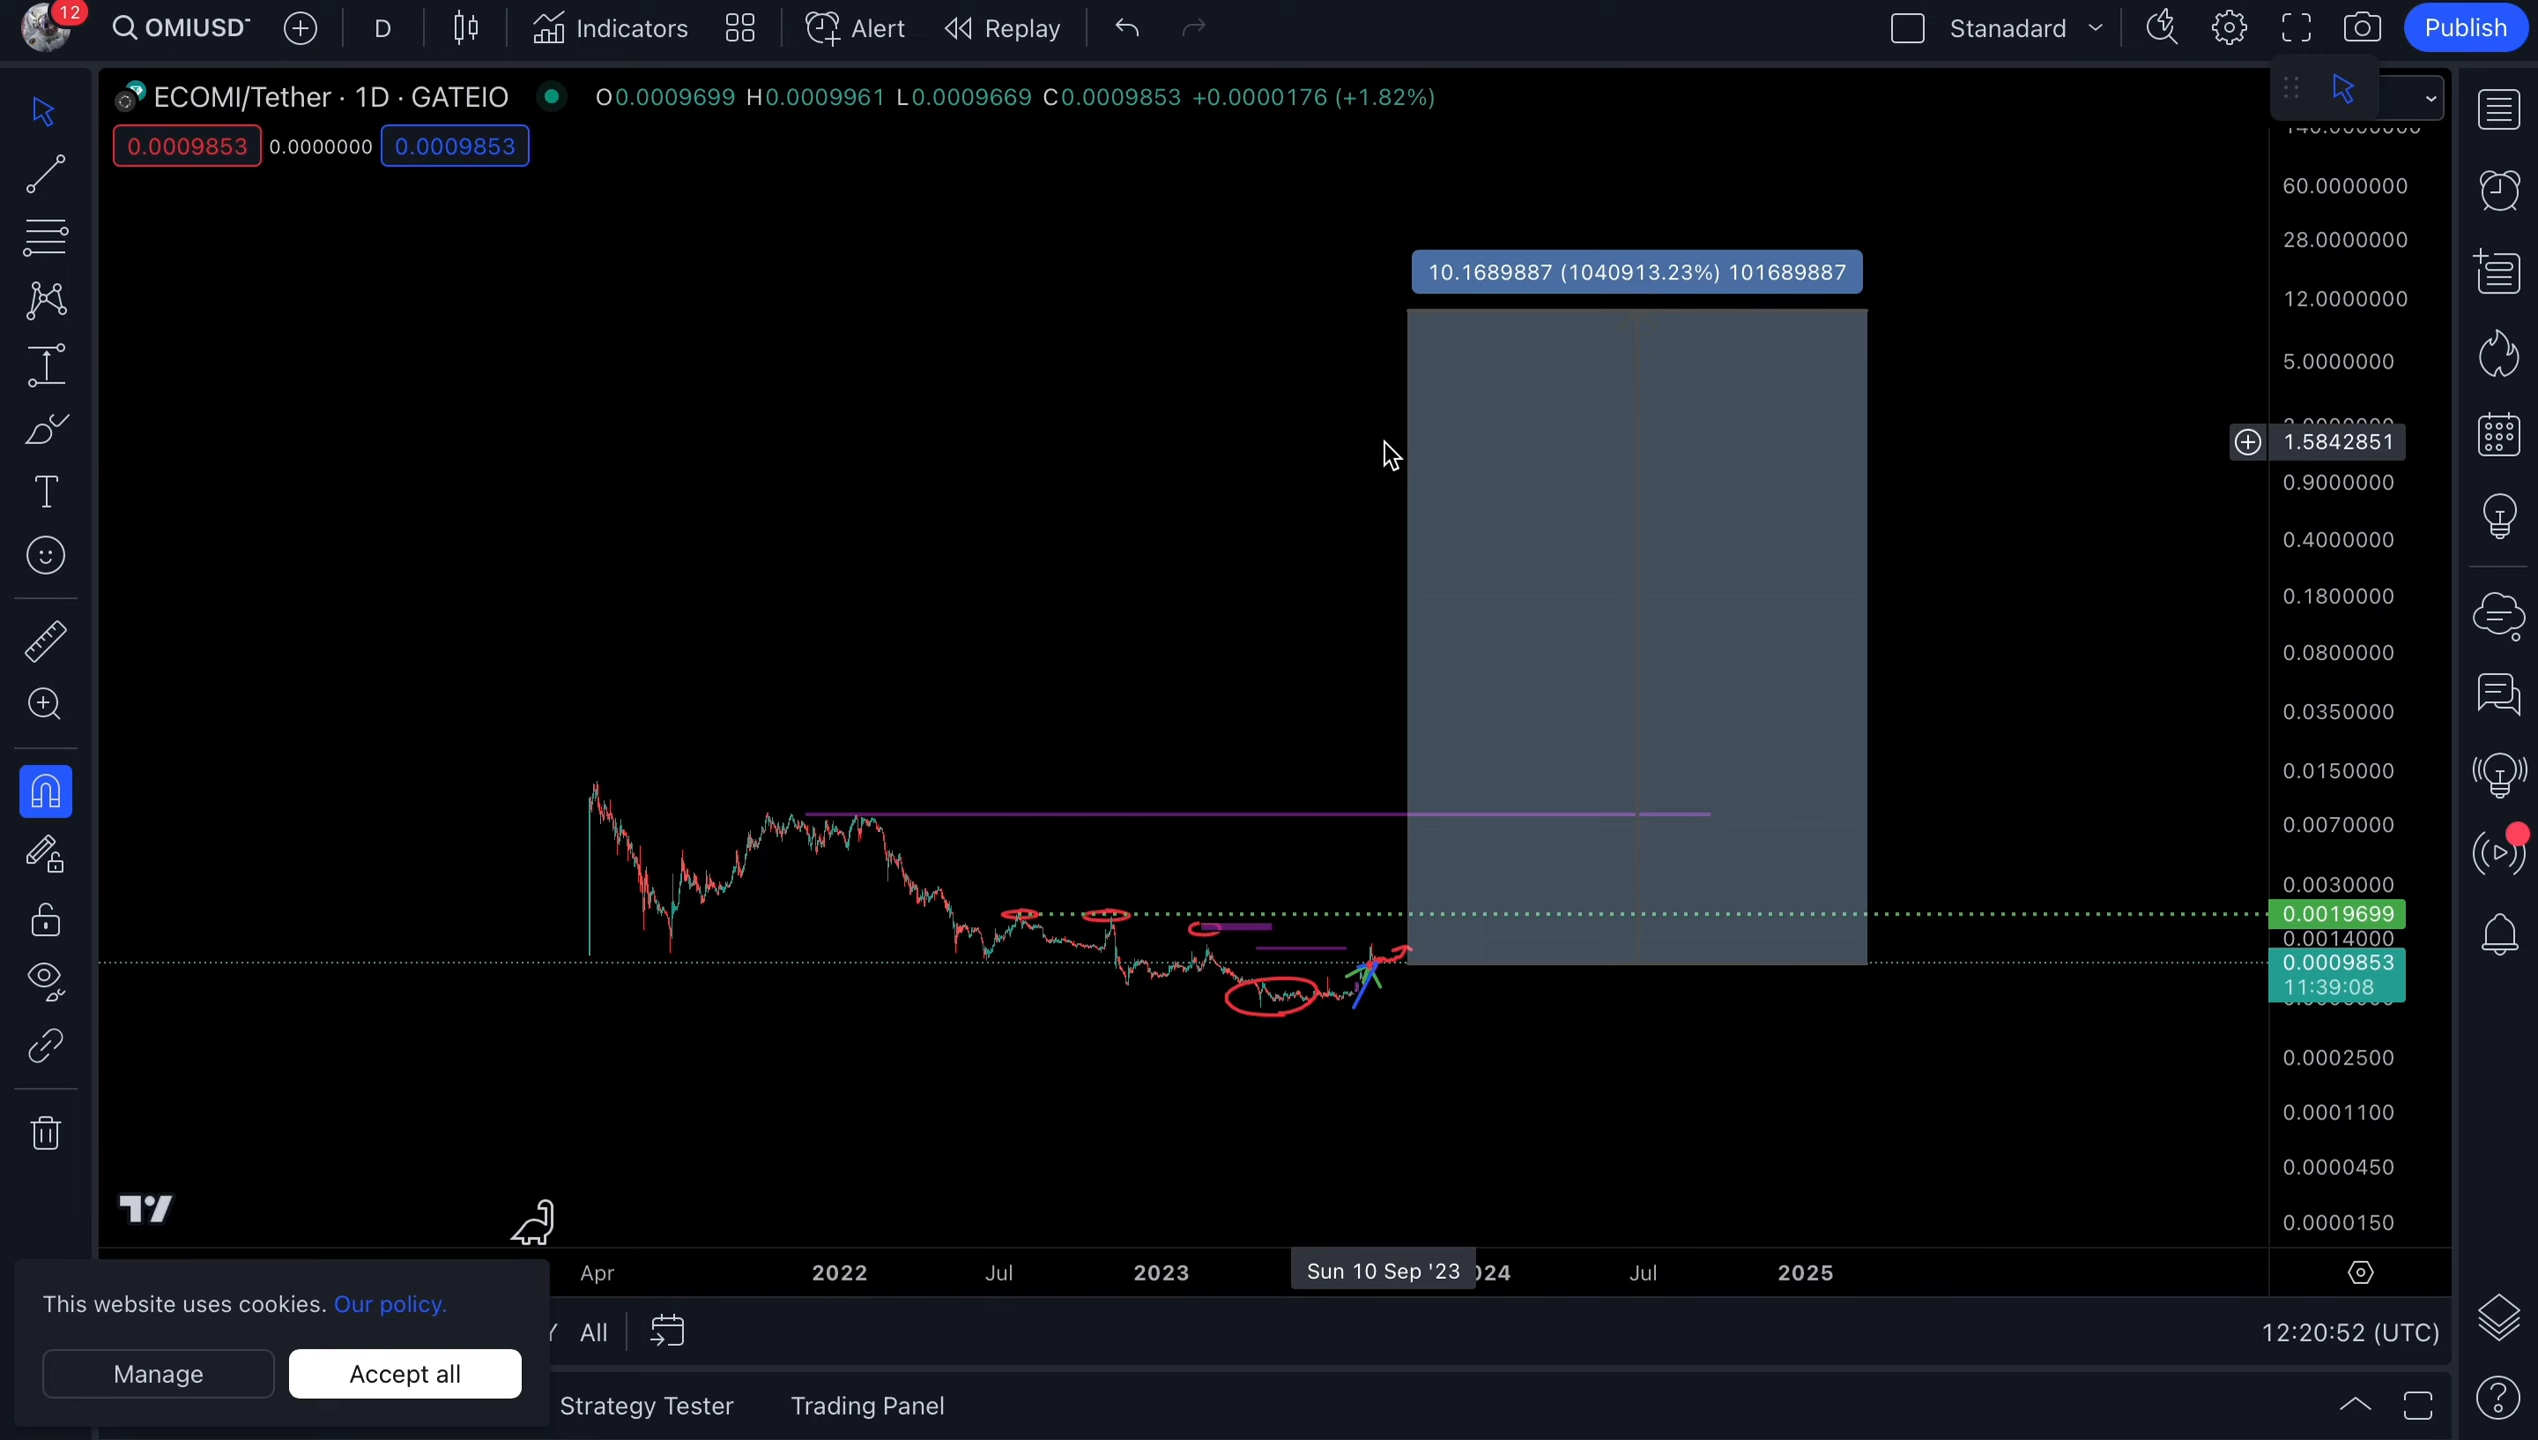 12
OMIUSD
D
Indicators
Alert
Replay
Stanadard
Publish
ECOMI/Tether · 1D · GATEIO
O0.0009699 H0.0009961 L0.0009669 C0.0009853 +0.0000176 (+1.82%)
0.0009853 0.0000000 0.0009853
60.0000000
28.0000000
10.1689887 (1040913.23%) 101689887
12.0000000
5.0000000
1.5842851
0.9000000
0.4000000
0.1800000
0.0800000
0.0350000
0.0150000
0.0070000
0.0030000
0.0019699
0.0014000
0.0009853
11:39:08
0.0002500
0.0001100
0.0000450
0.0000150
Apr
2022
Jul
2023
Sun 10 Sep '23
024
Jul
2025
This website uses cookies. Our policy.
Manage
Accept all
Y
All
12:20:52 (UTC)
Strategy Tester
Trading Panel